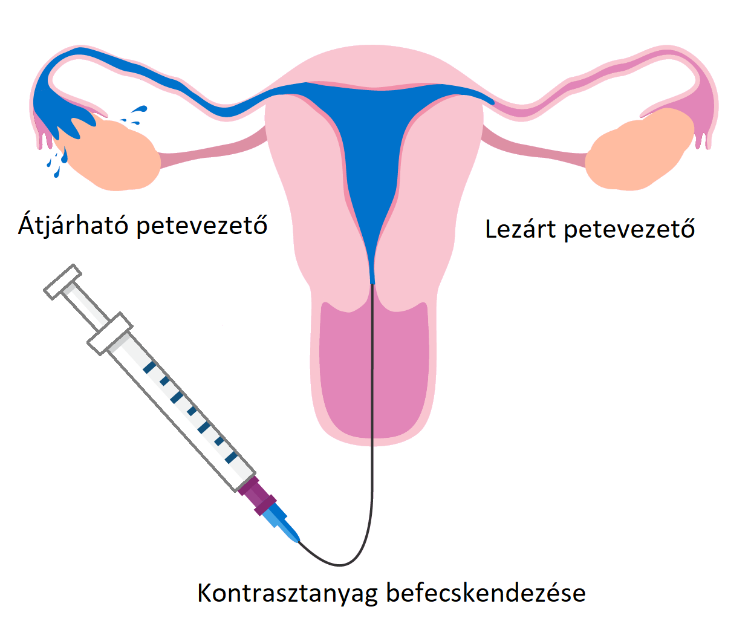 Átjárható petevezető
Lezárt petevezető
Kontrasztanyag befecskendezése